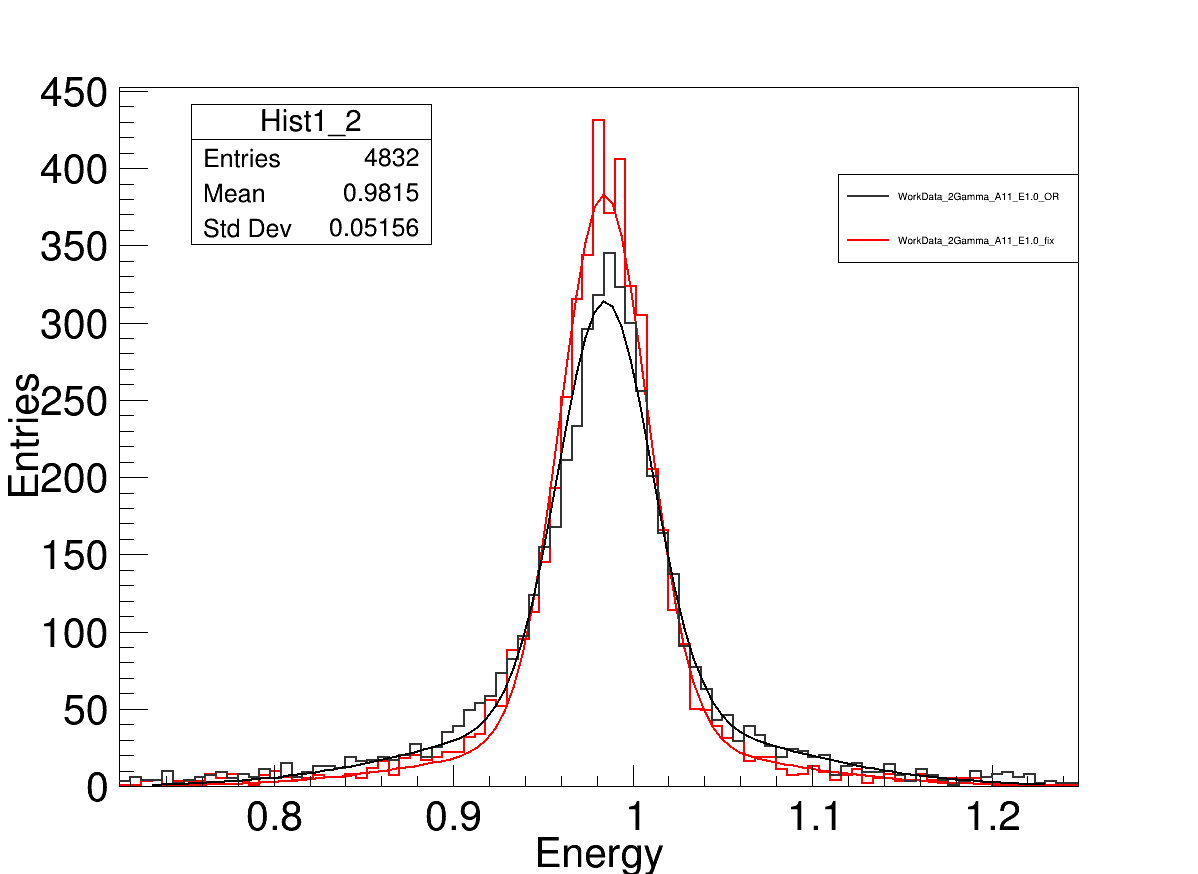 450
400
350
300
250
200
150
100
50
0
Entries
Hist1_2
Entries 4832
Mean 0.9815
Std Dev 0.05156
WorkData_2Gamma_A11_E1.0_OR
WorkData_2Gamma_A11_E1.0_fix
0.8 0.9 1 1.1 1.2
Energy